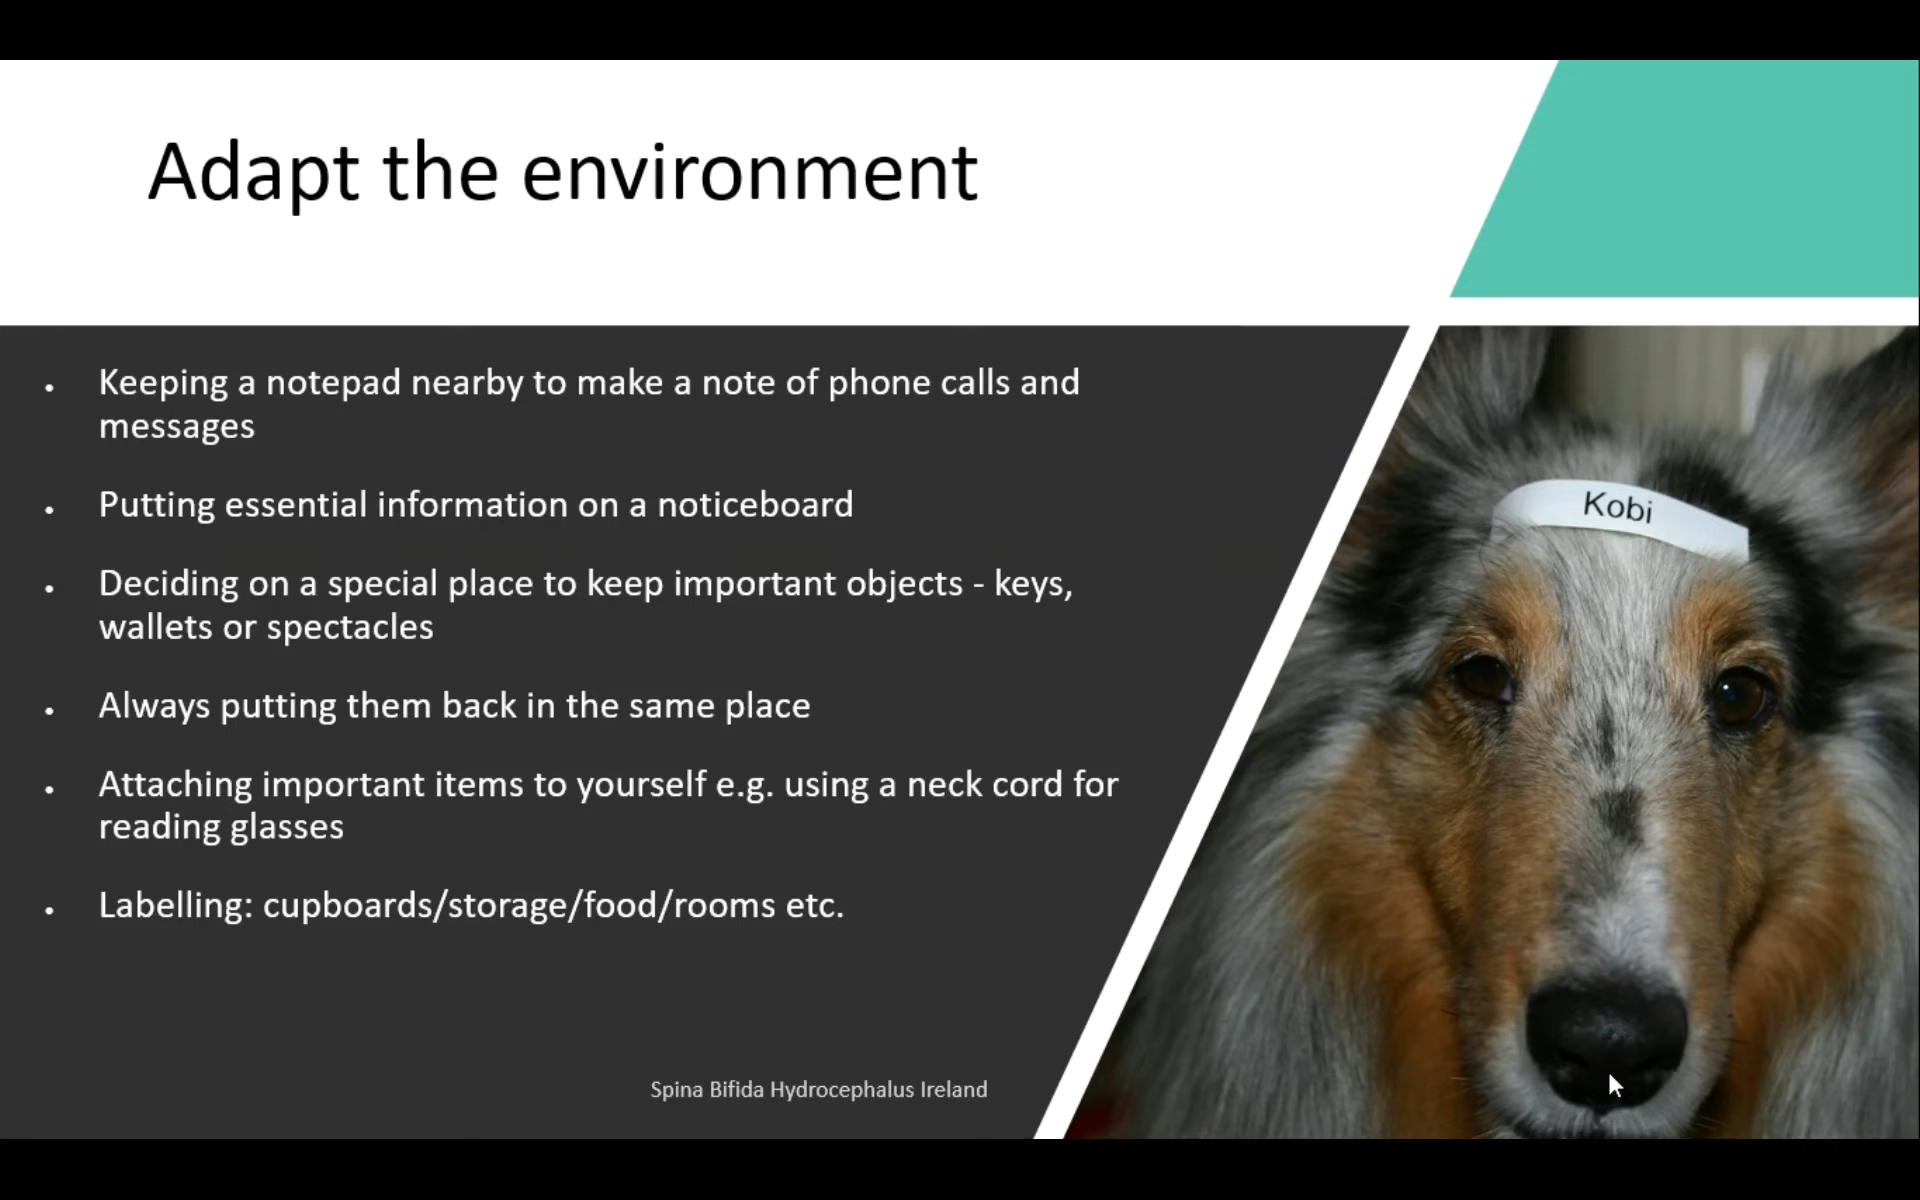 Adapt the environment
• Keeping a notepad nearby to make a note of phone calls and
messages
• Putting essential information on a noticeboard
• Deciding on a special place to keep important objects - keys,
wallets or spectacles
• Always putting them back in the same place
• Attaching important items to yourself e.g. using a neck cord for
reading glasses
• Labelling: cupboards/storage/food/rooms etc.
Kobi
Spina Bifida Hydrocephalus Ireland